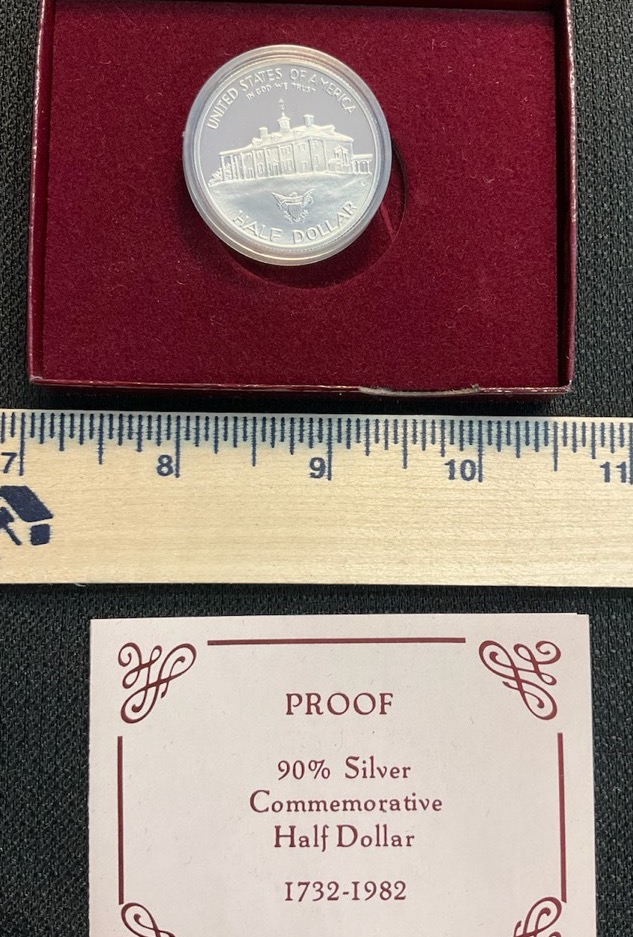 UNITED STATES OF AMERICA
IN GOD WE TRUST
HALF DOLLAR
7 8 9 10 11
PROOF
90% Silver
Commemorative
Half Dollar
1732-1982